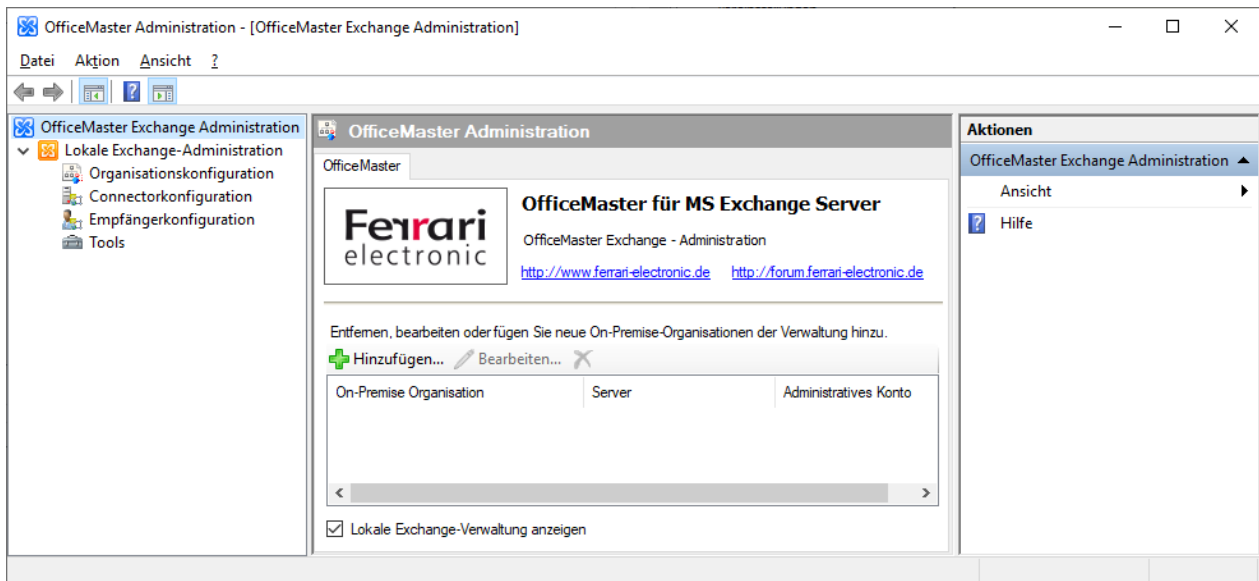 OfficeMaster Administration - [OfficeMaster Exchange Administration]
Datei Aktion Ansicht ?
OfficeMaster Exchange Administration
Lokale Exchange-Administration
Organisationskonfiguration
Connectorkonfiguration
Empfängerkonfiguration
Tools
OfficeMaster Administration
OfficeMaster
Ferrari
electronic
OfficeMaster für MS Exchange Server
OfficeMaster Exchange - Administration
http://www.ferrari-electronic.de http://forum.ferrari-electronic.de
Entfernen, bearbeiten oder fügen Sie neue On-Premise-Organisationen der Verwaltung hinzu.
Hinzufügen... Bearbeiten...
On-Premise Organisation Server Administratives Konto
Lokale Exchange-Verwaltung anzeigen
Aktionen
OfficeMaster Exchange Administration
Ansicht
Hilfe